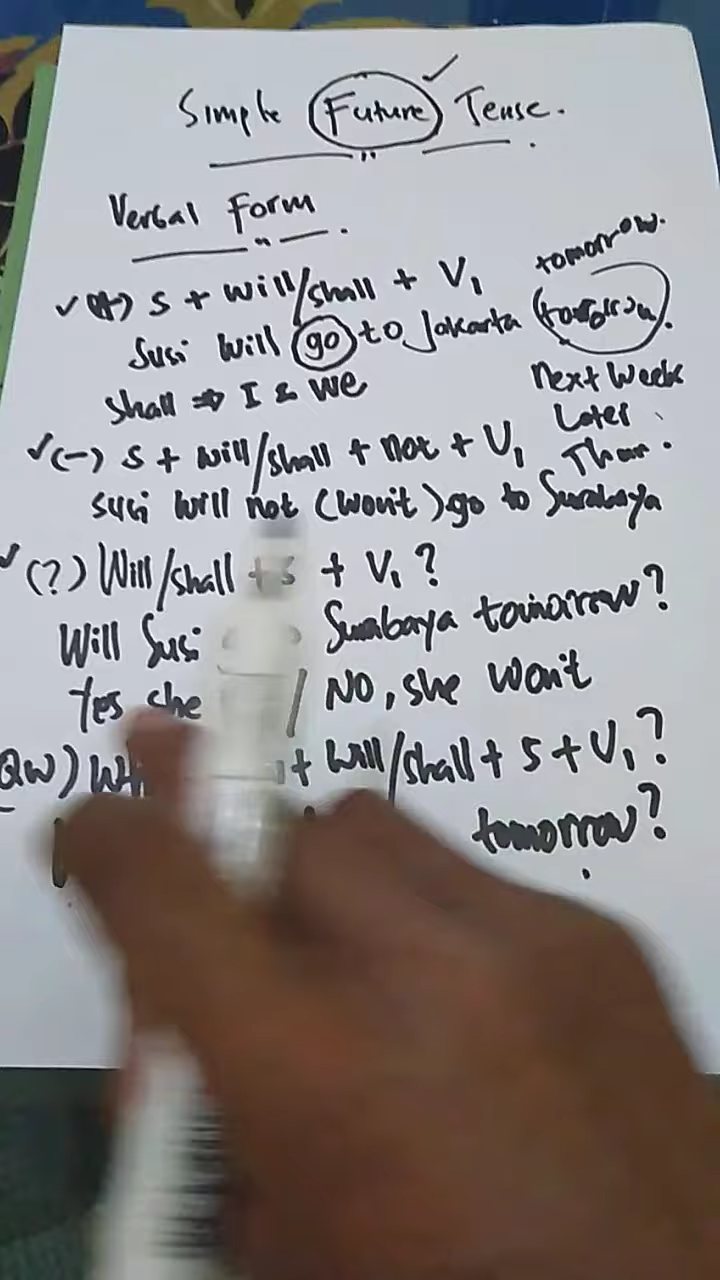 Simple Future Tense.
Verbal Form
(+) S + will/shall + V1 tomorrow.
Susi will go to Jakarta (tomorrow).
Shall ⇒ I & We Next Week
Later
(-) S + will/shall + not + V1
Susi will not (won't) go to Surabaya
(?) Will/shall + S + V1 ?
Will Susi Surabaya tomorrow?
Yes she / No, she won't
(QW) + will/shall + S + V1 ?
tomorrow?